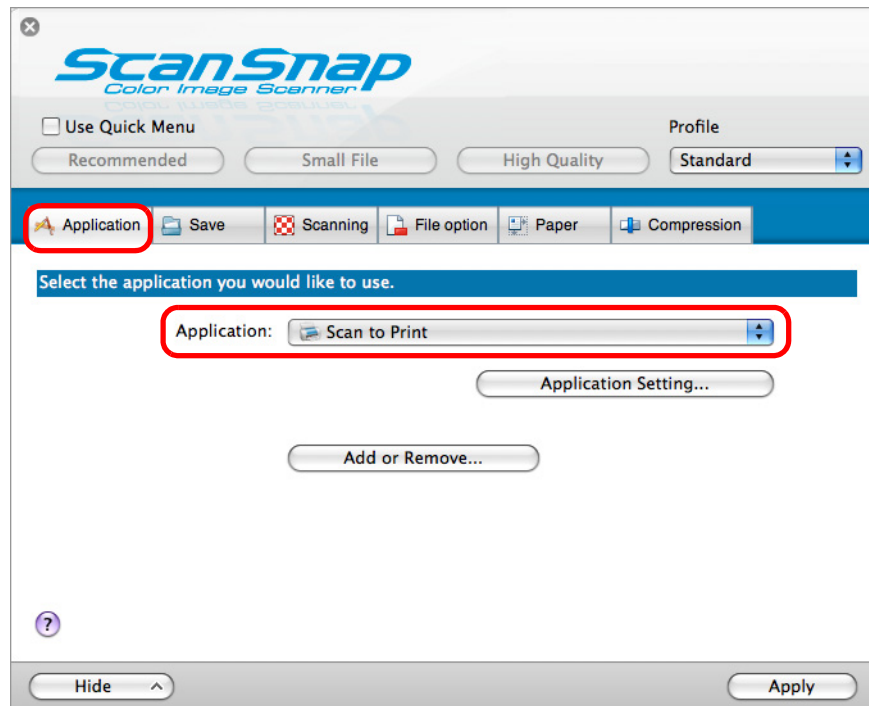 ScanSnap
Color Image Scanner
Use Quick Menu
Profile
Recommended
Small File
High Quality
Standard
Application
Save
Scanning
File option
Paper
Compression
Select the application you would like to use.
Application:
Scan to Print
Application Setting...
Add or Remove...
?
Hide
Apply